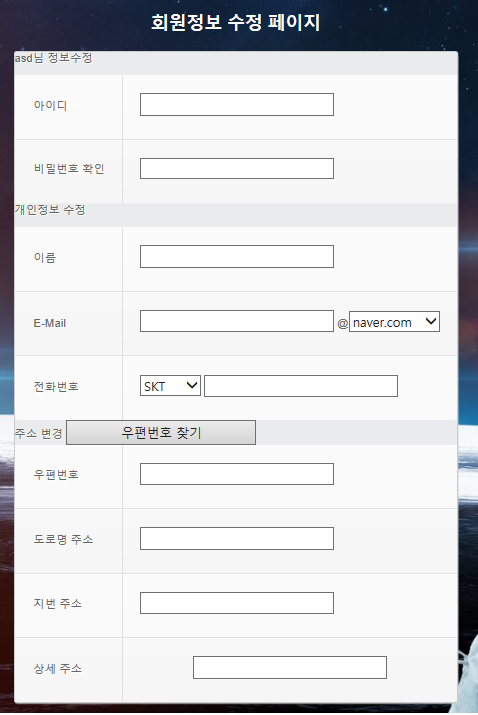 회원정보 수정 페이지
asd님 정보수정
아이디
비밀번호 확인
개인정보 수정
이름
E-Mail @ naver.com
전화번호 SKT
주소 변경 우편번호 찾기
우편번호
도로명 주소
지번 주소
상세 주소